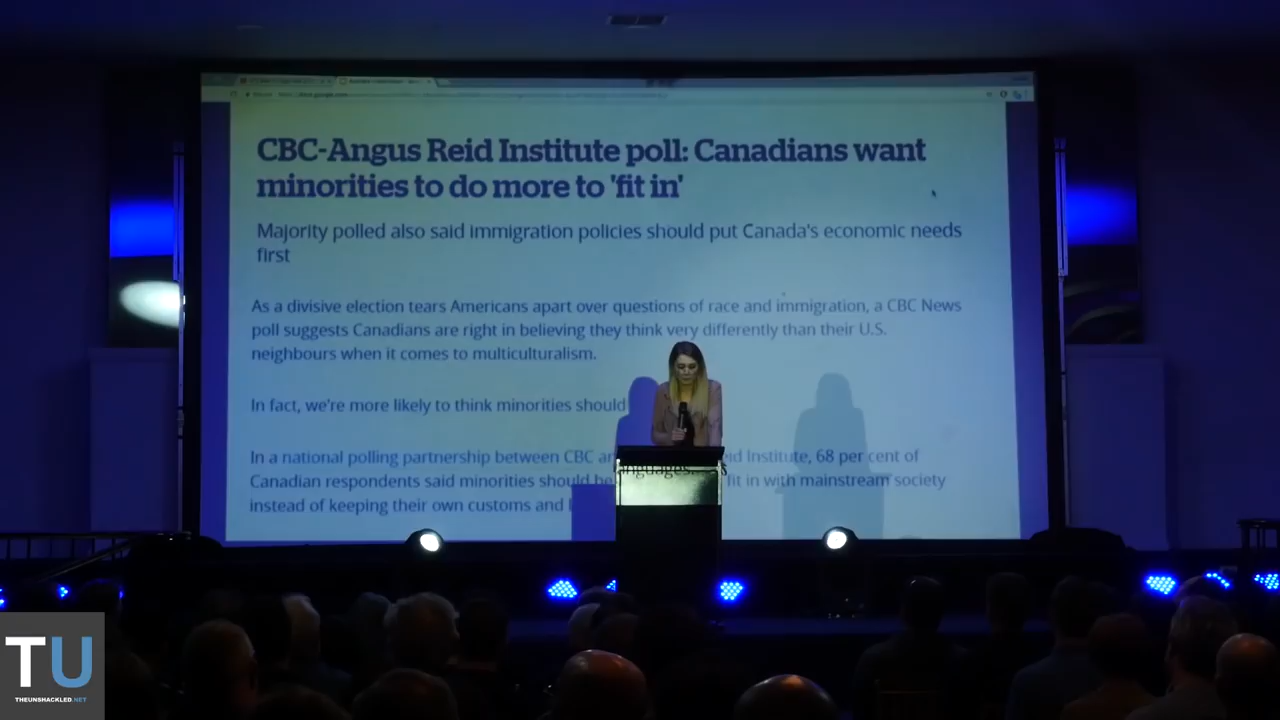 CBC-Angus Reid Institute poll: Canadians want
minorities to do more to 'fit in'
Majority polled also said immigration policies should put Canada's economic needs
first
As a divisive election tears Americans apart over questions of race and immigration, a CBC News
poll suggests Canadians are right in believing they think very differently than their U.S.
neighbours when it comes to multiculturalism.
In fact, we're more likely to think minorities should
In a national polling partnership between CBC Institute, 68 per cent of
Canadian respondents said minorities should be fit in with mainstream society
instead of keeping their own customs and
TU
THEUNSHACKLED.NET